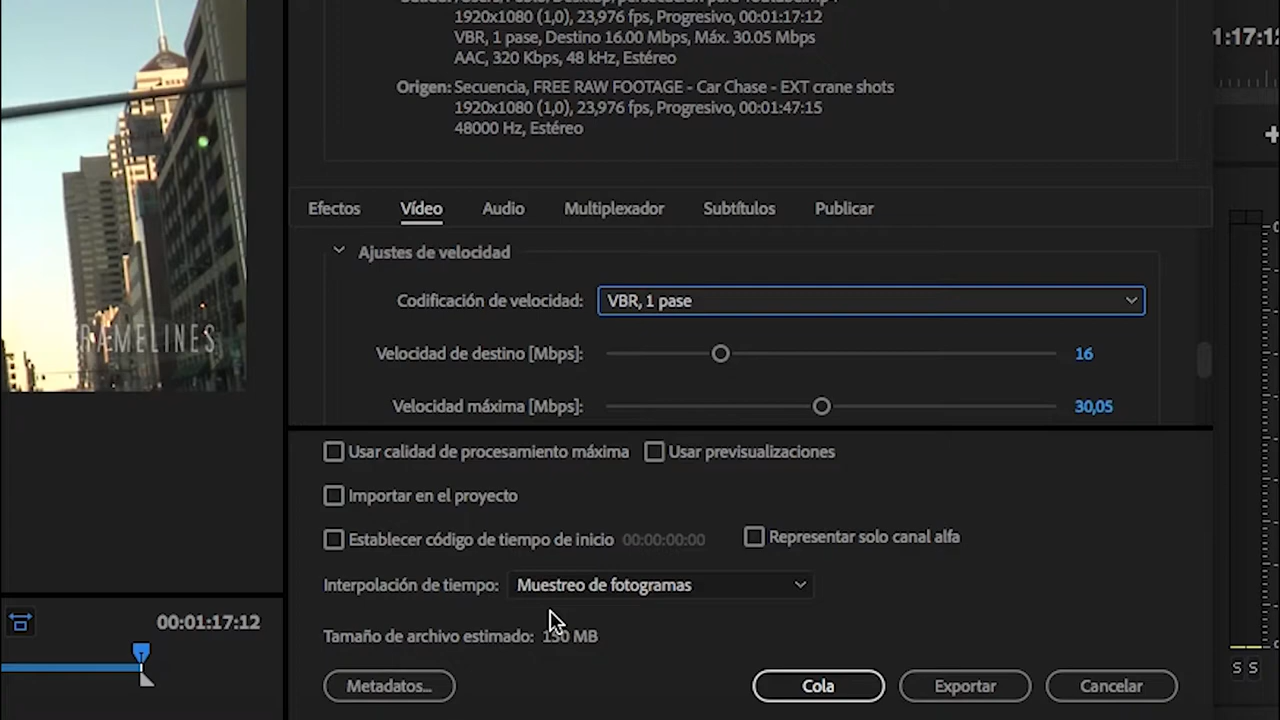 1920x1080 (1,0), 23,976 fps, Progresivo, 00:01:17:12
VBR, 1 pase, Destino 16.00 Mbps, Máx. 30.05 Mbps
AAC, 320 Kbps, 48 kHz, Estéreo
Origen: Secuencia, FREE RAW FOOTAGE - Car Chase - EXT crane shots
1920x1080 (1,0), 23,976 fps, Progresivo, 00:01:47:15
48000 Hz, Estéreo
1:17:12
Efectos Vídeo Audio Multiplexador Subtítulos Publicar
Ajustes de velocidad
Codificación de velocidad: VBR, 1 pase
Velocidad de destino [Mbps]: 16
Velocidad máxima [Mbps]: 30,05
RAMELINES
Usar calidad de procesamiento máxima Usar previsualizaciones
Importar en el proyecto
Establecer código de tiempo de inicio 00:00:00:00 Representar solo canal alfa
Interpolación de tiempo: Muestreo de fotogramas
00:01:17:12
Tamaño de archivo estimado: MB
Metadatos... Cola Exportar Cancelar
S S